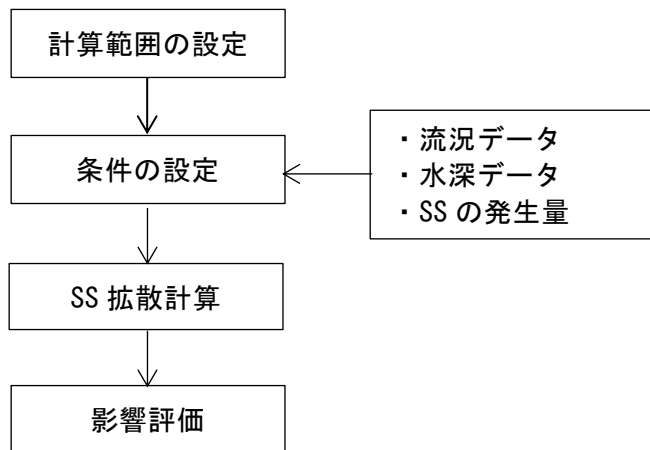 計算範囲の設定
条件の設定
・流況データ
・水深データ
・SS の発生量
SS 拡散計算
影響評価